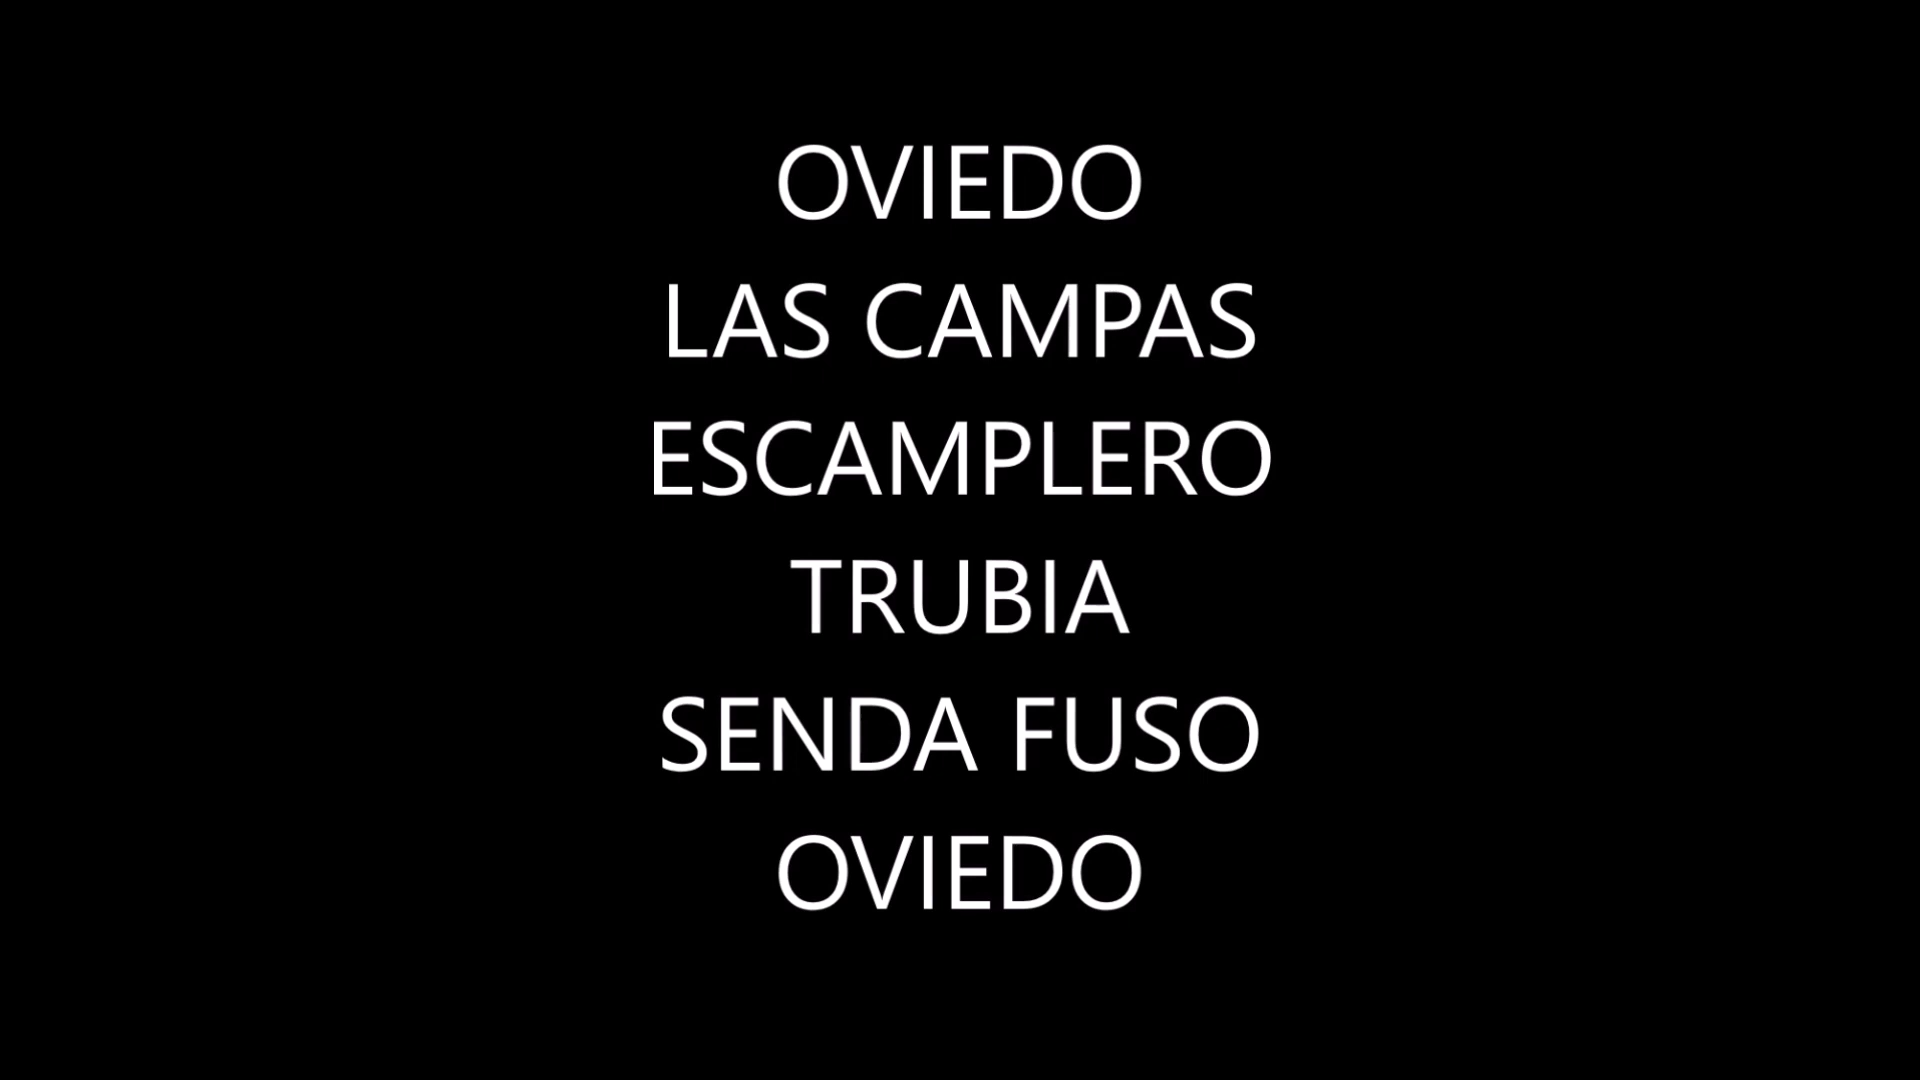 OVIEDO
LAS CAMPAS
ESCAMPLERO
TRUBIA
SENDA FUSO
OVIEDO